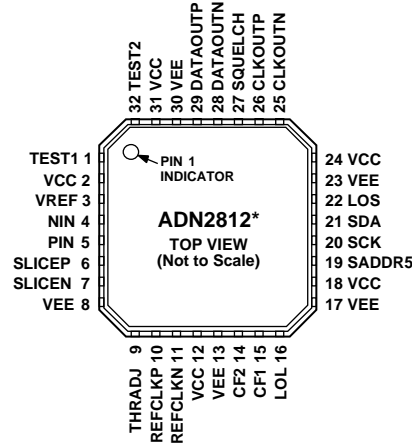 32 TEST2
31 VCC
30 VEE
29 DATAOUTP
28 DATAOUTN
27 SQUELCH
26 CLKOUTP
25 CLKOUTN
TEST1 1
VCC 2
VREF 3
NIN 4
PIN 5
SLICEP 6
SLICEN 7
VEE 8
PIN 1
INDICATOR
ADN2812*
TOP VIEW
(Not to Scale)
24 VCC
23 VEE
22 LOS
21 SDA
20 SCK
19 SADDR5
18 VCC
17 VEE
THRADJ 9
REFCLKP 10
REFCLKN 11
VCC 12
VEE 13
CF2 14
CF1 15
LOL 16